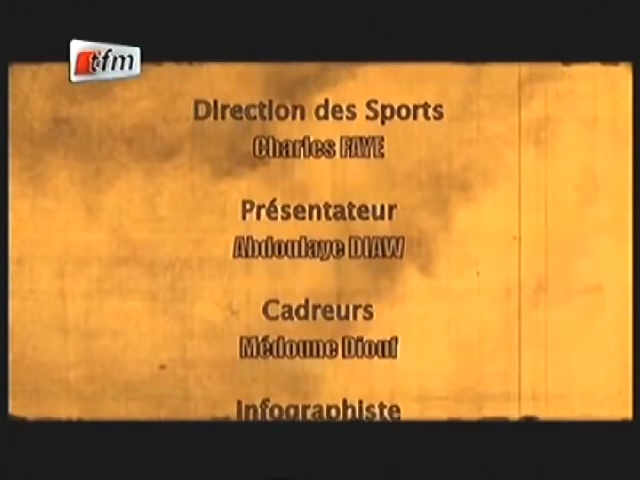 tfm
Direction des Sports
Charles FAYE
Présentateur
Abdoulaye DIAW
Cadreurs
Médoune Diouf
Infographiste